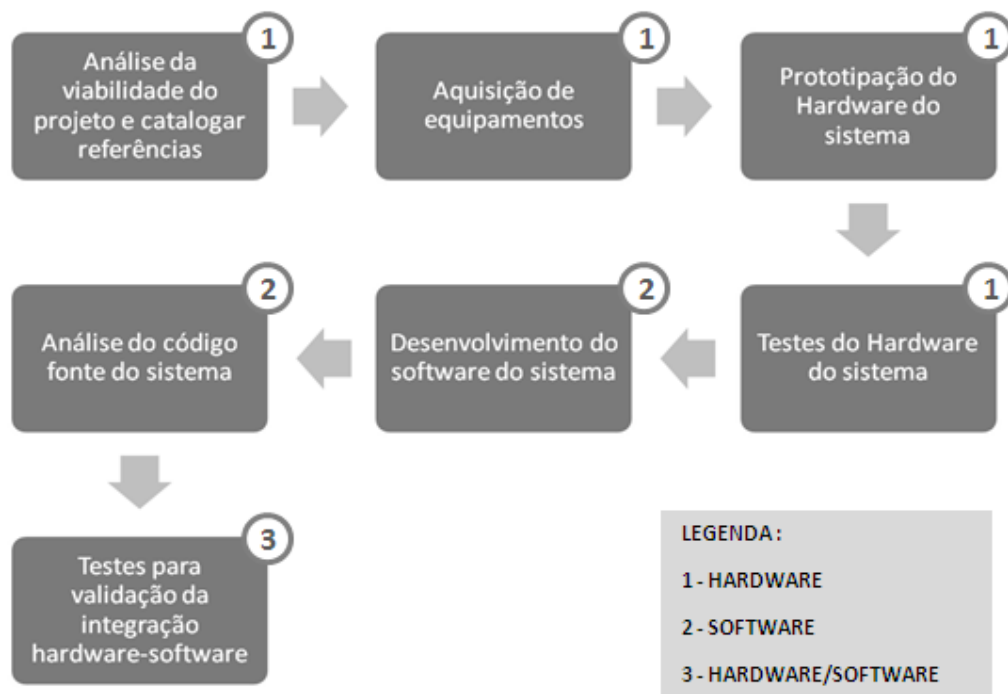 1
Análise da
viabilidade do
projeto e catalogar
referências
1
Aquisição de
equipamentos
1
Prototipação do
Hardware do
sistema
1
Testes do Hardware
do sistema
2
Desenvolvimento do
software do sistema
2
Análise do código
fonte do sistema
3
Testes para
validação da
integração
hardware-software
LEGENDA :
1 - HARDWARE
2 - SOFTWARE
3 - HARDWARE/SOFTWARE